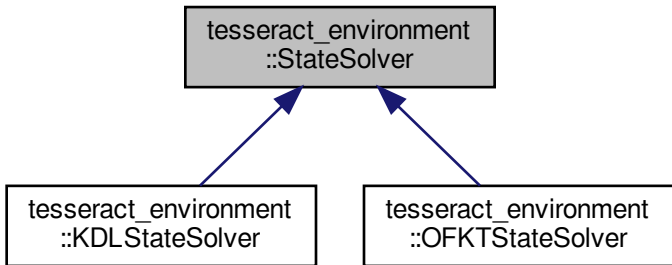 tesseract_environment
::StateSolver
tesseract_environment
::KDLStateSolver
tesseract_environment
::OFKTStateSolver